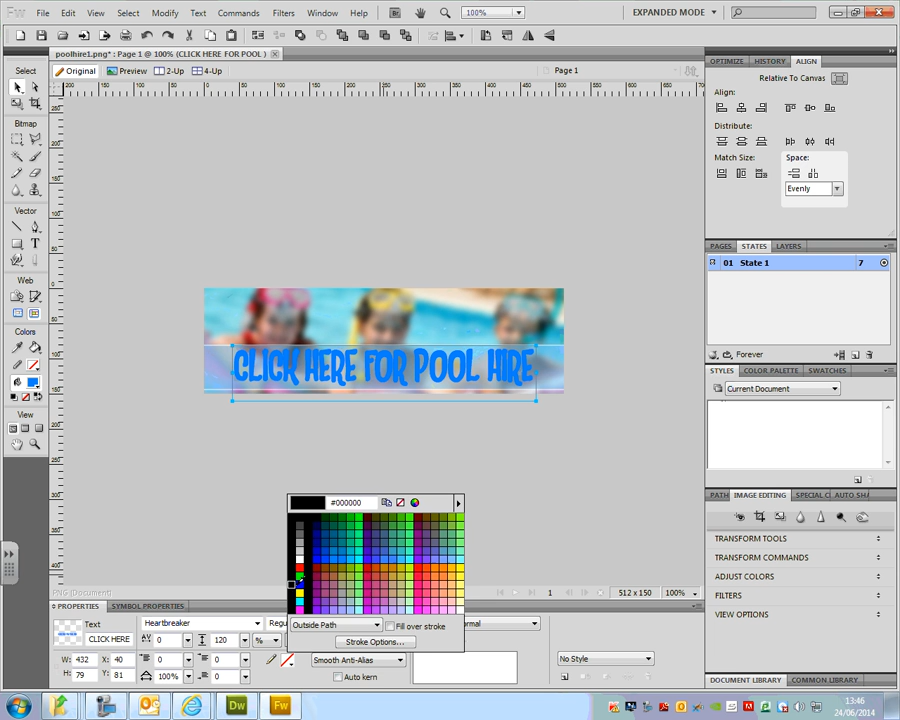 File Edit View Select Modify Text Commands Filters Window Help Br 100% EXPANDED MODE
poolhire1.png* : Page 1 @ 100% (CLICK HERE FOR POOL )
Original Preview 2-Up 4-Up Page 1
Select
Bitmap
Vector
Web
Colors
View
OPTIMIZE HISTORY ALIGN
Relative To Canvas
Align:
Distribute:
Match Size: Space:
Evenly
PAGES STATES LAYERS
01 State 1 7
Forever
STYLES COLOR PALETTE SWATCHES
Current Document
CLICK HERE FOR POOL HIRE
#000000
Outside Path Fill over stroke
Stroke Options...
PATH IMAGE EDITING SPECIAL C AUTO SHA
TRANSFORM TOOLS
TRANSFORM COMMANDS
ADJUST COLORS
FILTERS
VIEW OPTIONS
PNG (Document) 1 512 x 150 100%
PROPERTIES SYMBOL PROPERTIES
Text Heartbreaker Regu
CLICK HERE 0 120 %
W: 432 X: 40 0 0
H: 79 Y: 81 100% 0
Smooth Anti-Alias
Auto kern
No Style
DOCUMENT LIBRARY COMMON LIBRARY
Dw Fw
13:46
24/06/2014